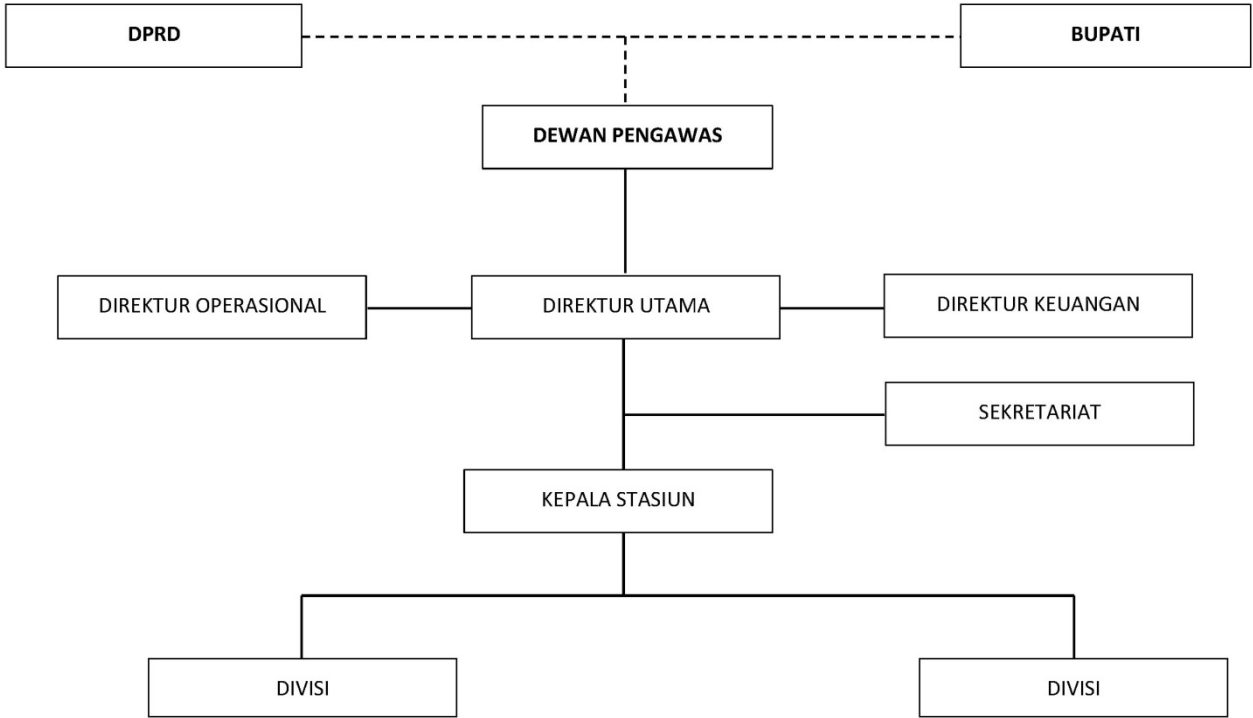 DPRD
BUPATI
DEWAN PENGAWAS
DIREKTUR OPERASIONAL
DIREKTUR UTAMA
DIREKTUR KEUANGAN
SEKRETARIAT
KEPALA STASIUN
DIVISI
DIVISI